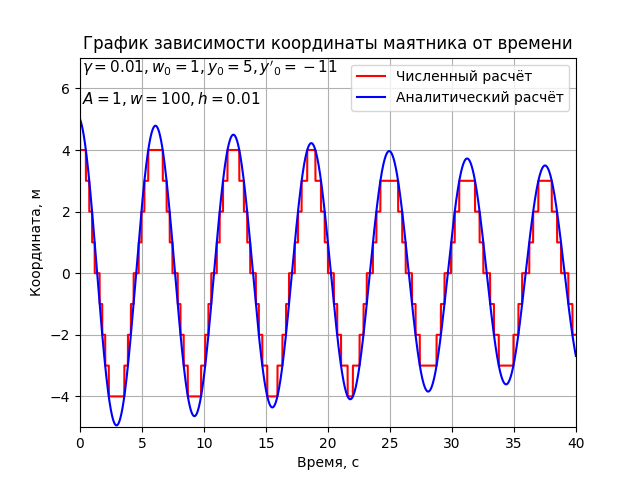 График зависимости координаты маятника от времени
γ = 0.01, w₀ = 1, y₀ = 5, y′₀ = −11
A = 1, w = 100, h = 0.01
Численный расчёт
Аналитический расчёт
Координата, м
6
4
2
0
−2
−4
0 5 10 15 20 25 30 35 40
Время, с